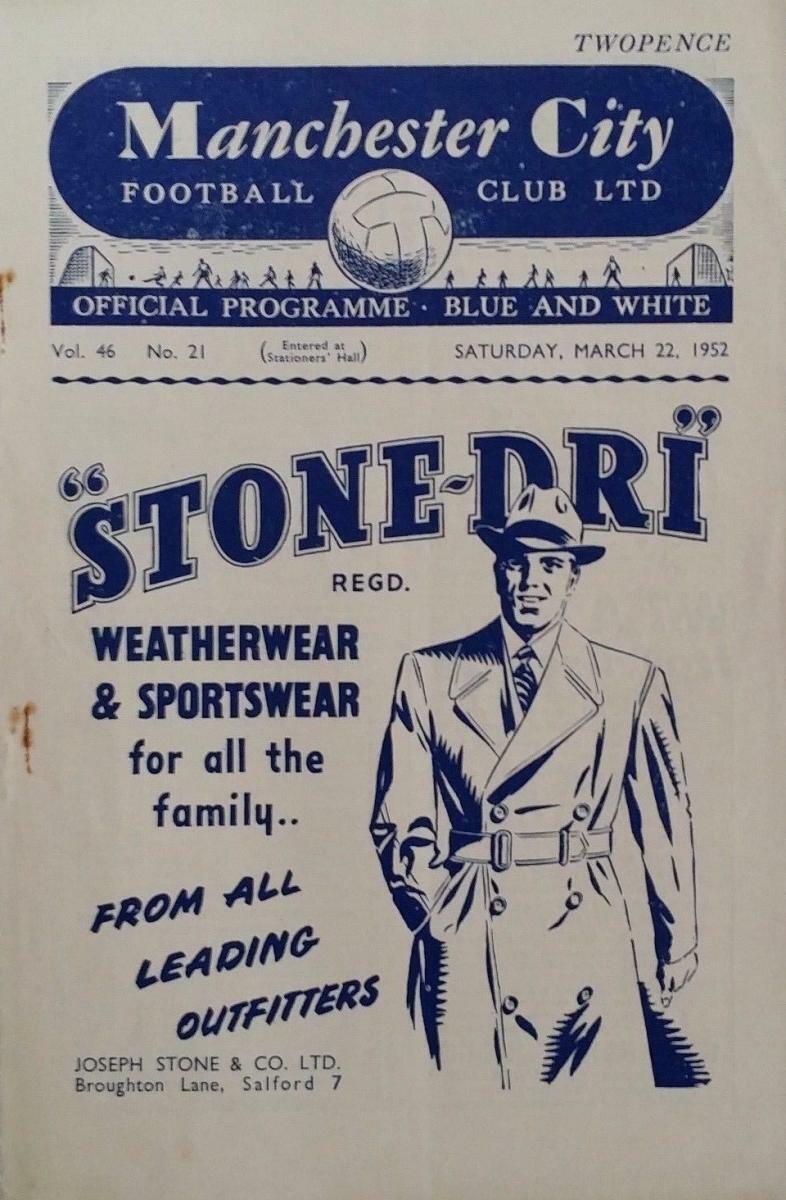 TWOPENCE
Manchester City
FOOTBALL CLUB LTD
OFFICIAL PROGRAMME · BLUE AND WHITE
Vol. 46 No. 21 (Entered at Stationers' Hall) SATURDAY, MARCH 22, 1952
"STONE-DRI"
REGD.
WEATHERWEAR
& SPORTSWEAR
for all the
family..
FROM ALL
LEADING
OUTFITTERS
JOSEPH STONE & CO. LTD.
Broughton Lane, Salford 7